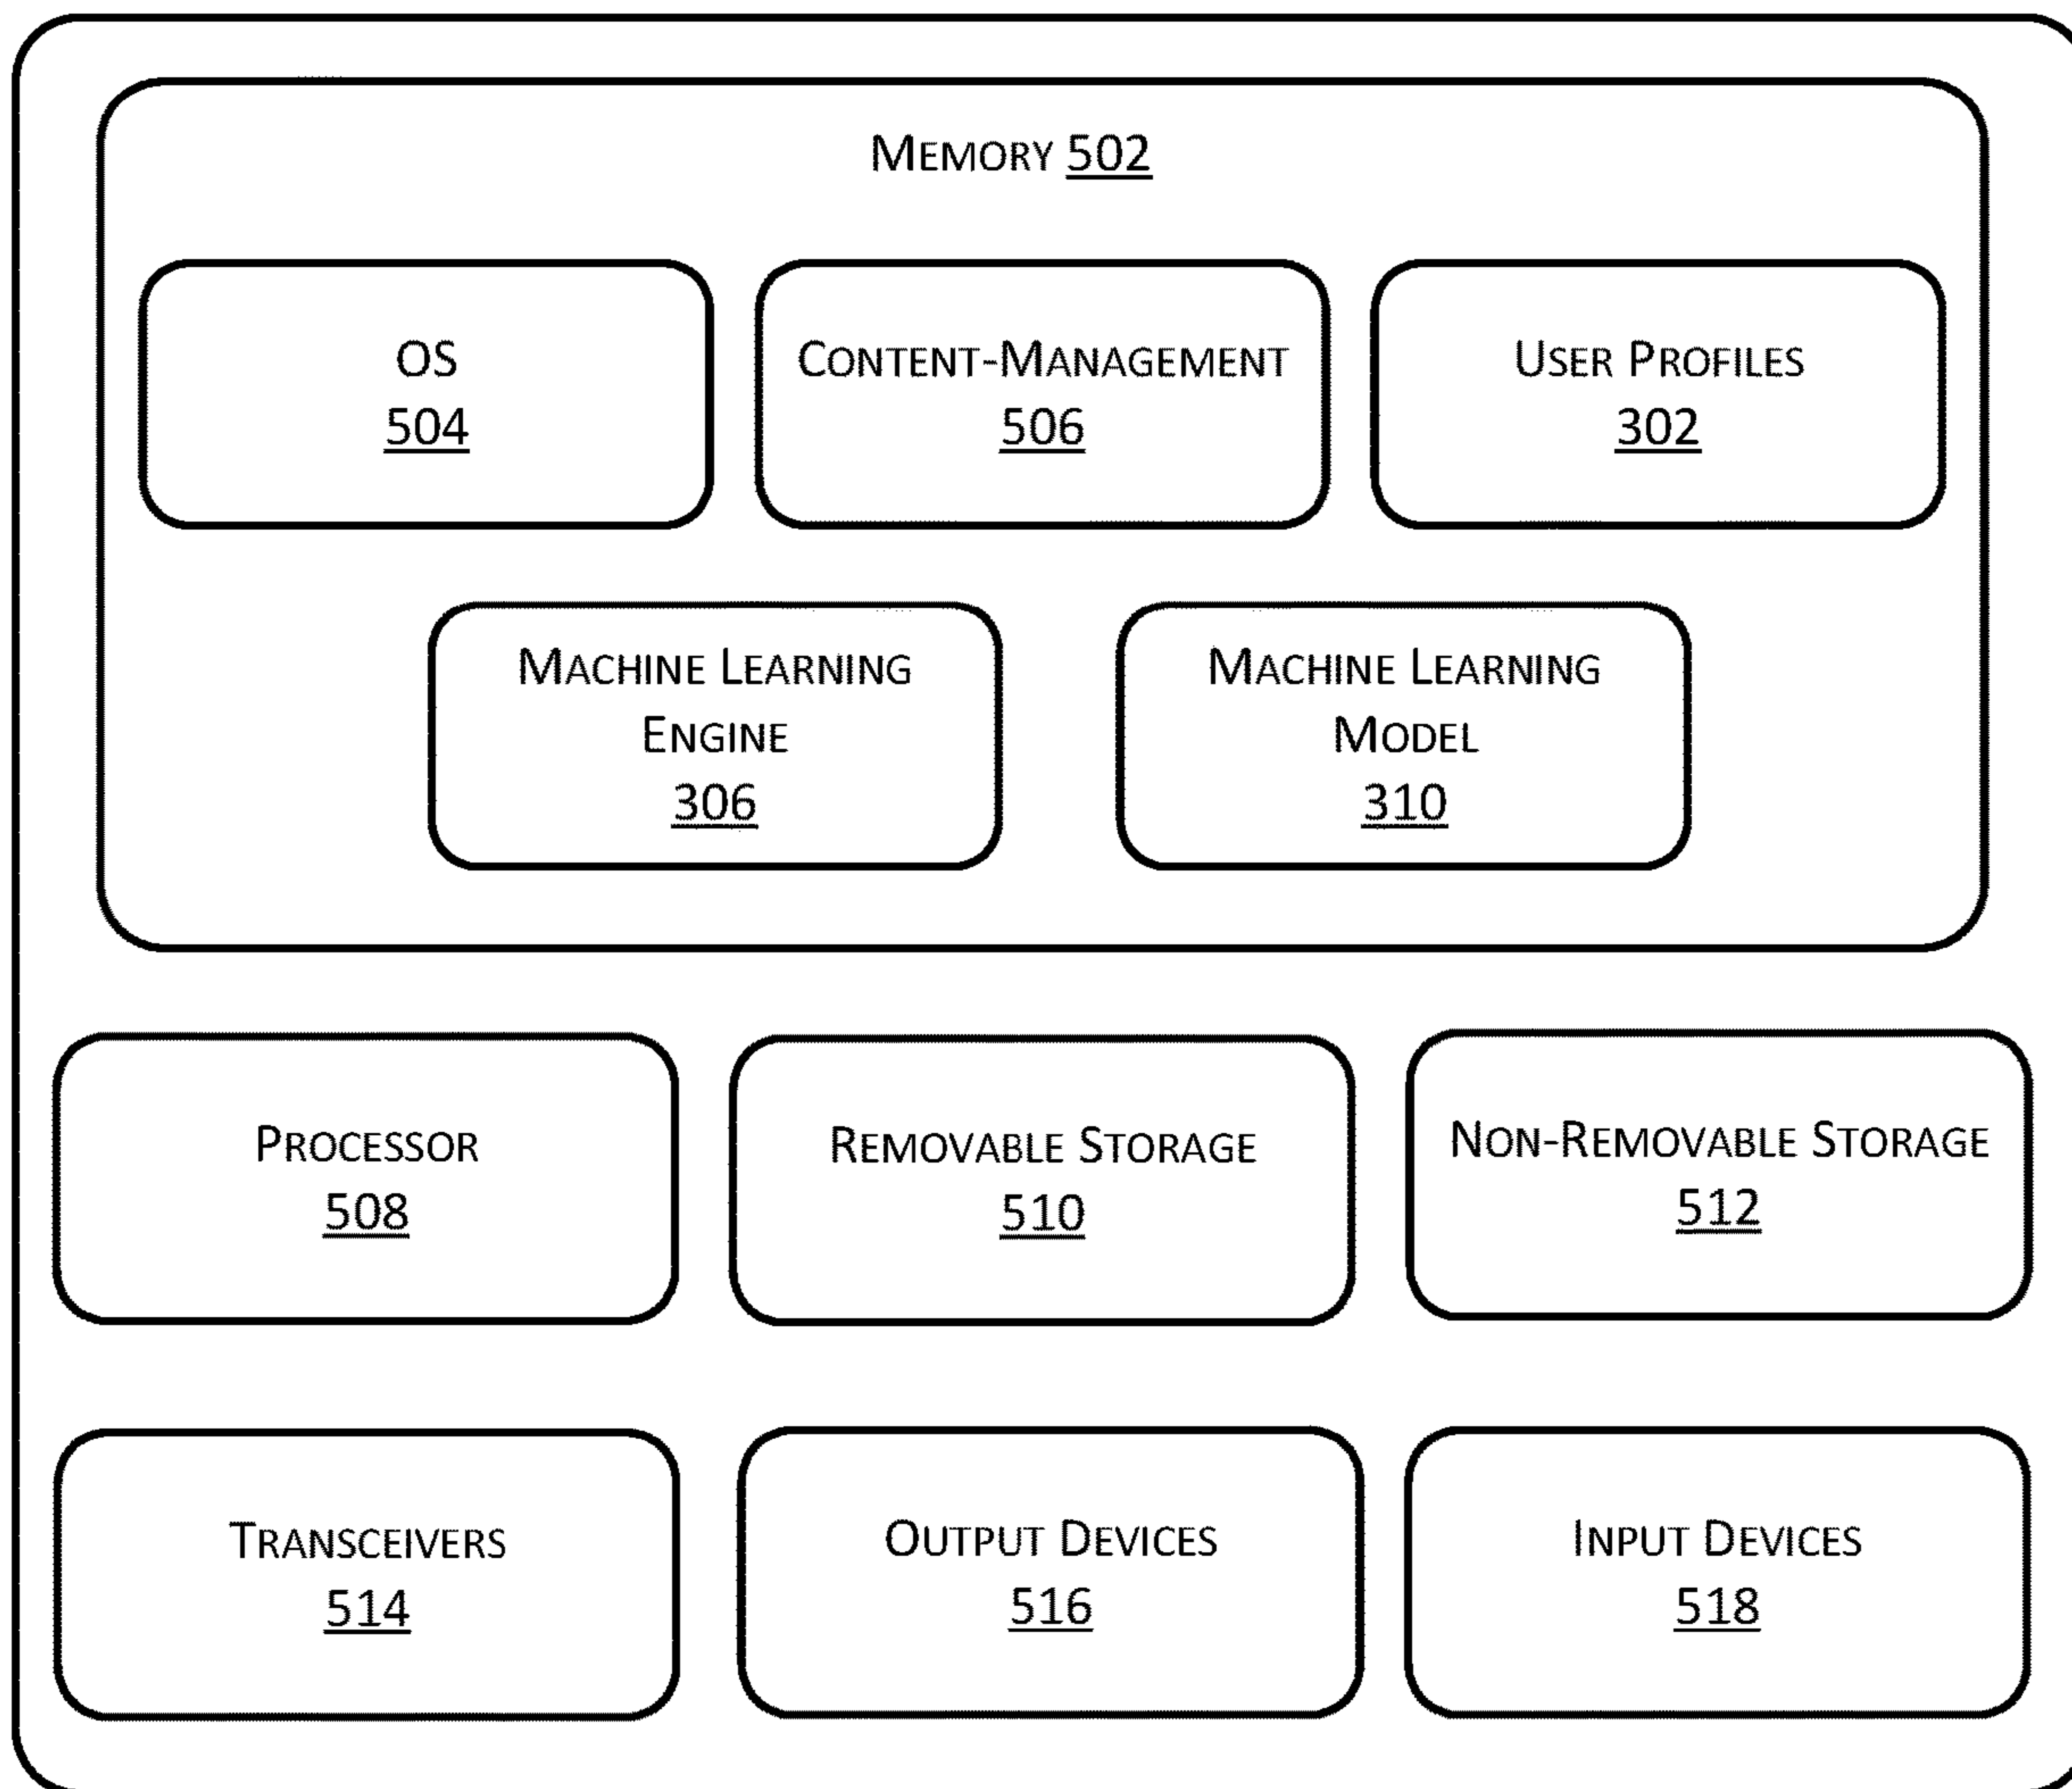 MEMORY 502
OS
504
CONTENT-MANAGEMENT
506
USER PROFILES
302
MACHINE LEARNING
ENGINE
306
MACHINE LEARNING
MODEL
310
PROCESSOR
508
REMOVABLE STORAGE
510
NON-REMOVABLE STORAGE
512
TRANSCEIVERS
514
OUTPUT DEVICES
516
INPUT DEVICES
518